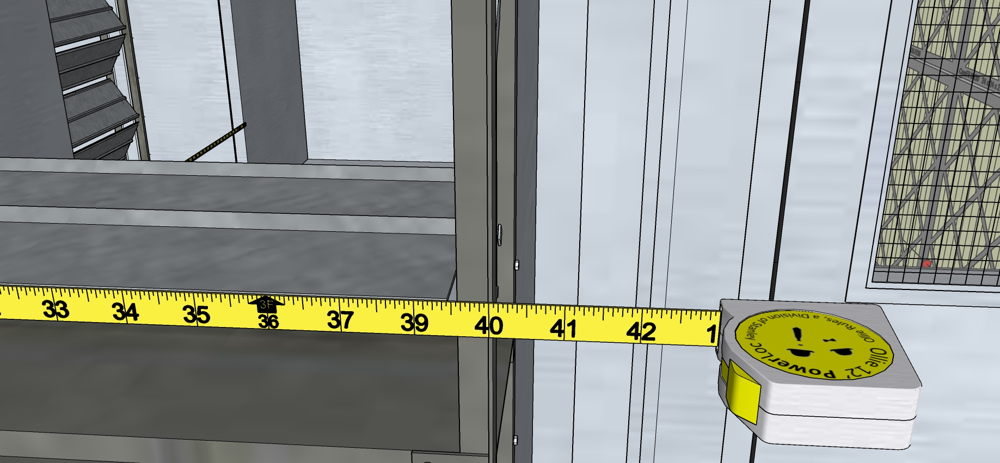 3F
33 34 35 36 37 39 40 41 42 1
Ollie Rules, a Division of Stanley
Ollie 12' PowerLoc